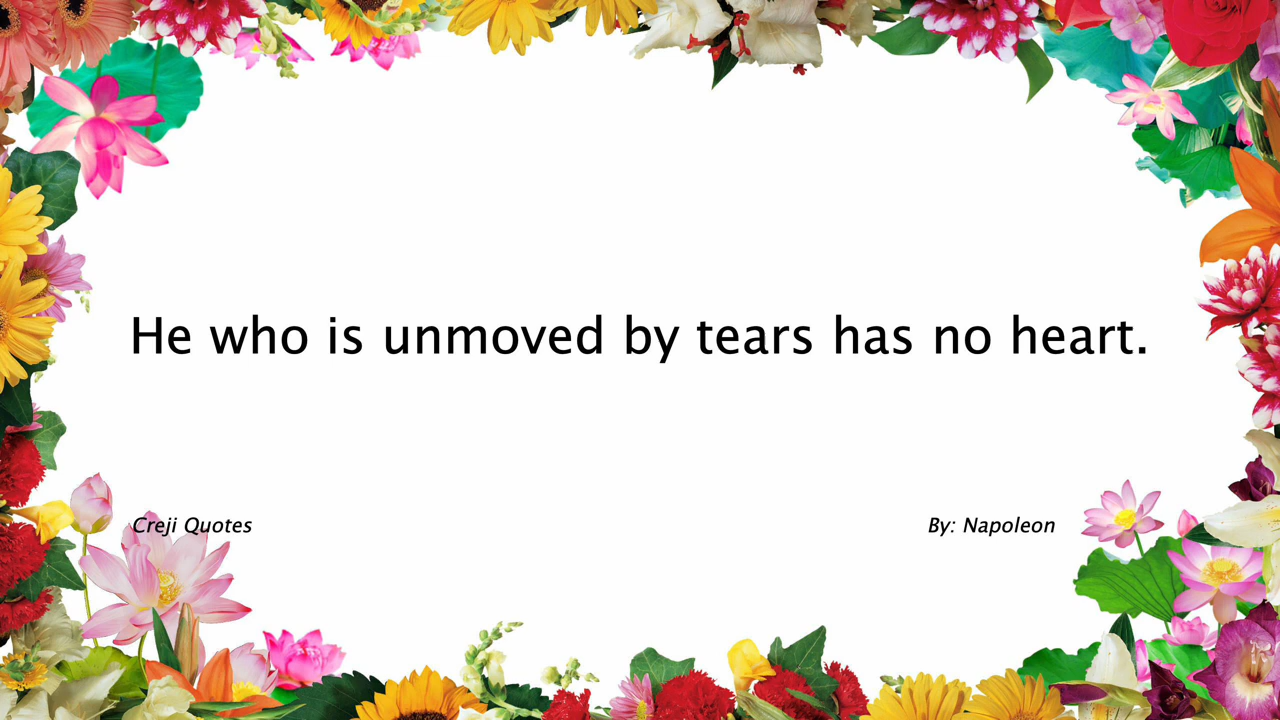 He who is unmoved by tears has no heart.
Creji Quotes
By: Napoleon